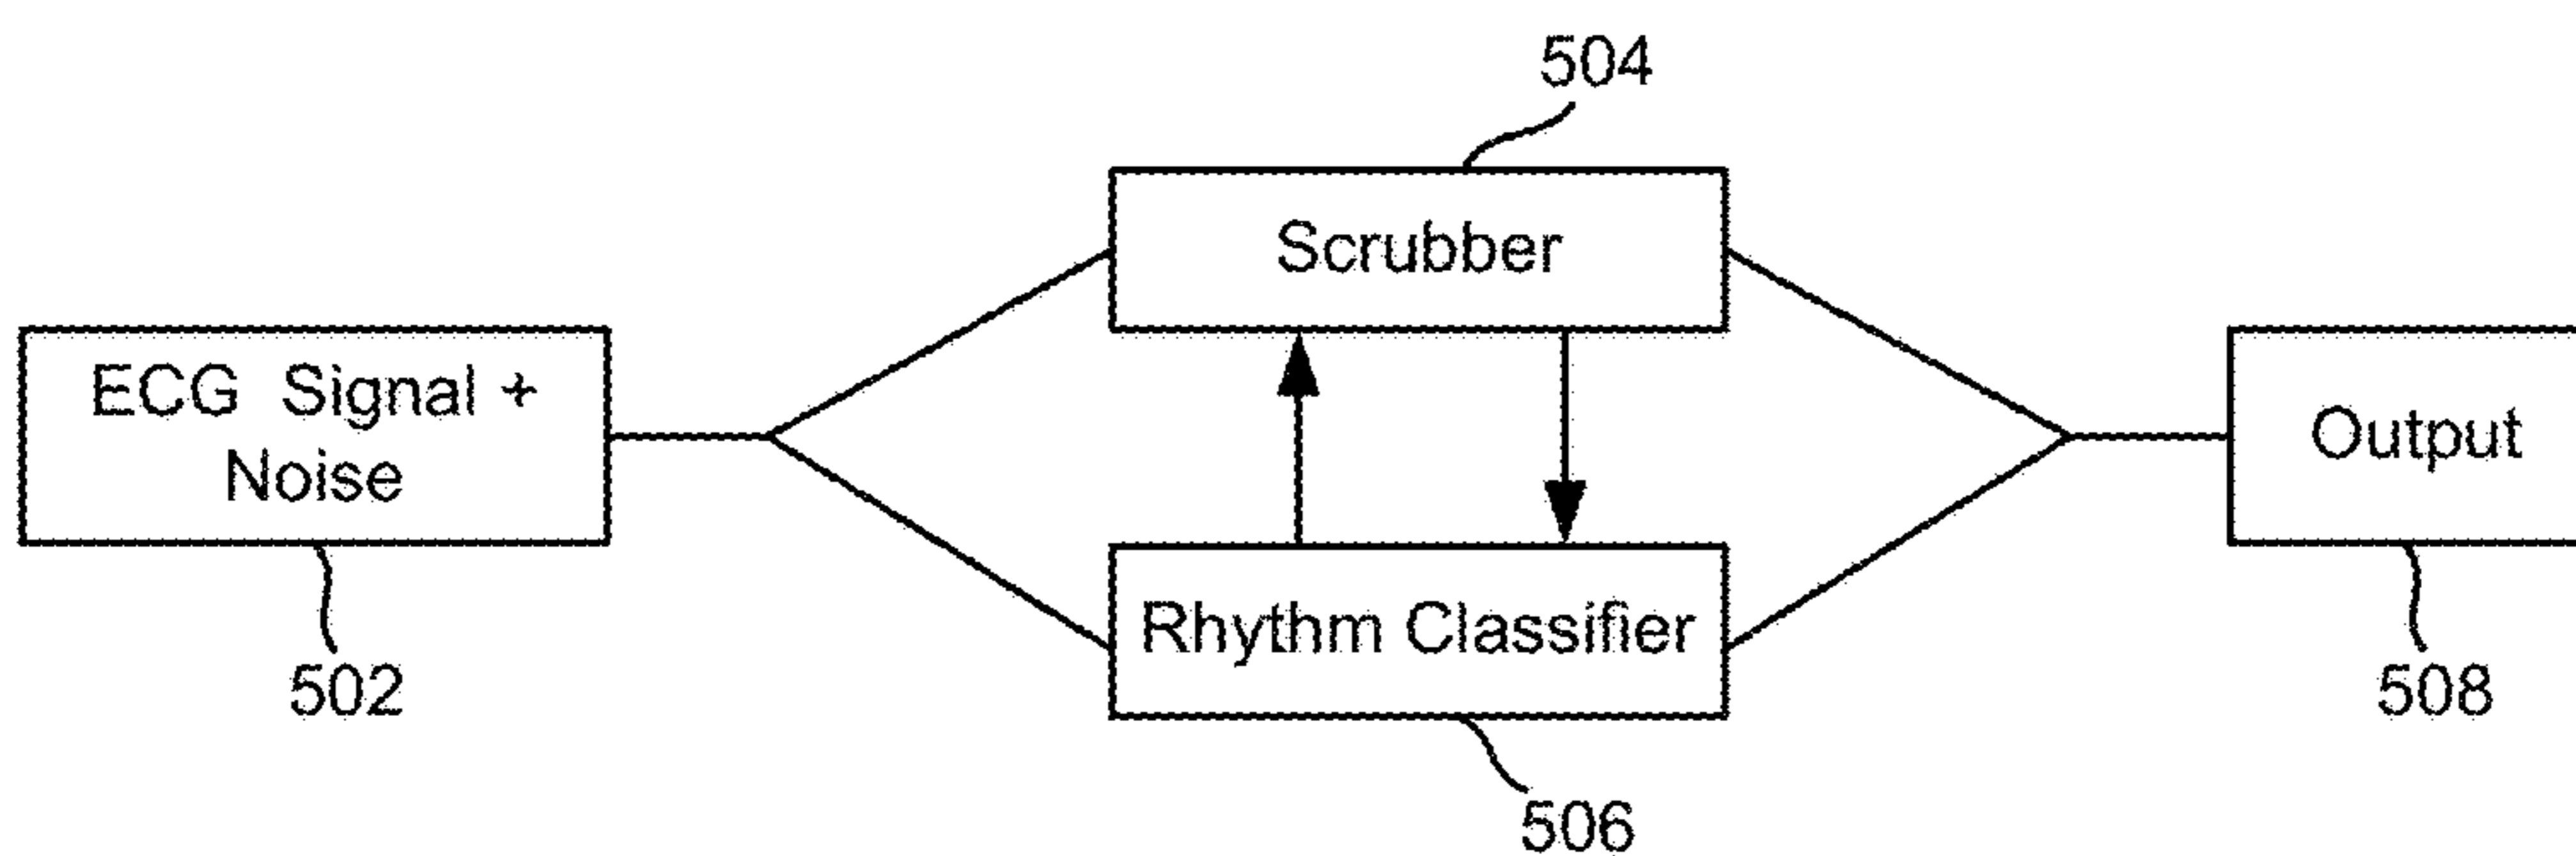 504
Scrubber
ECG Signal +
Noise
Output
Rhythm Classifier
502
508
506